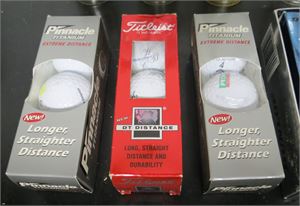 Pinnacle
TITANIUM
EXTREME DISTANCE
New!
Longer,
Straighter
Distance
Titleist
DT DISTANCE
LONG, STRAIGHT
DISTANCE AND
DURABILITY
Pinnacle
TITANIUM
EXTREME DISTANCE
New!
Longer,
Straighter
Distance